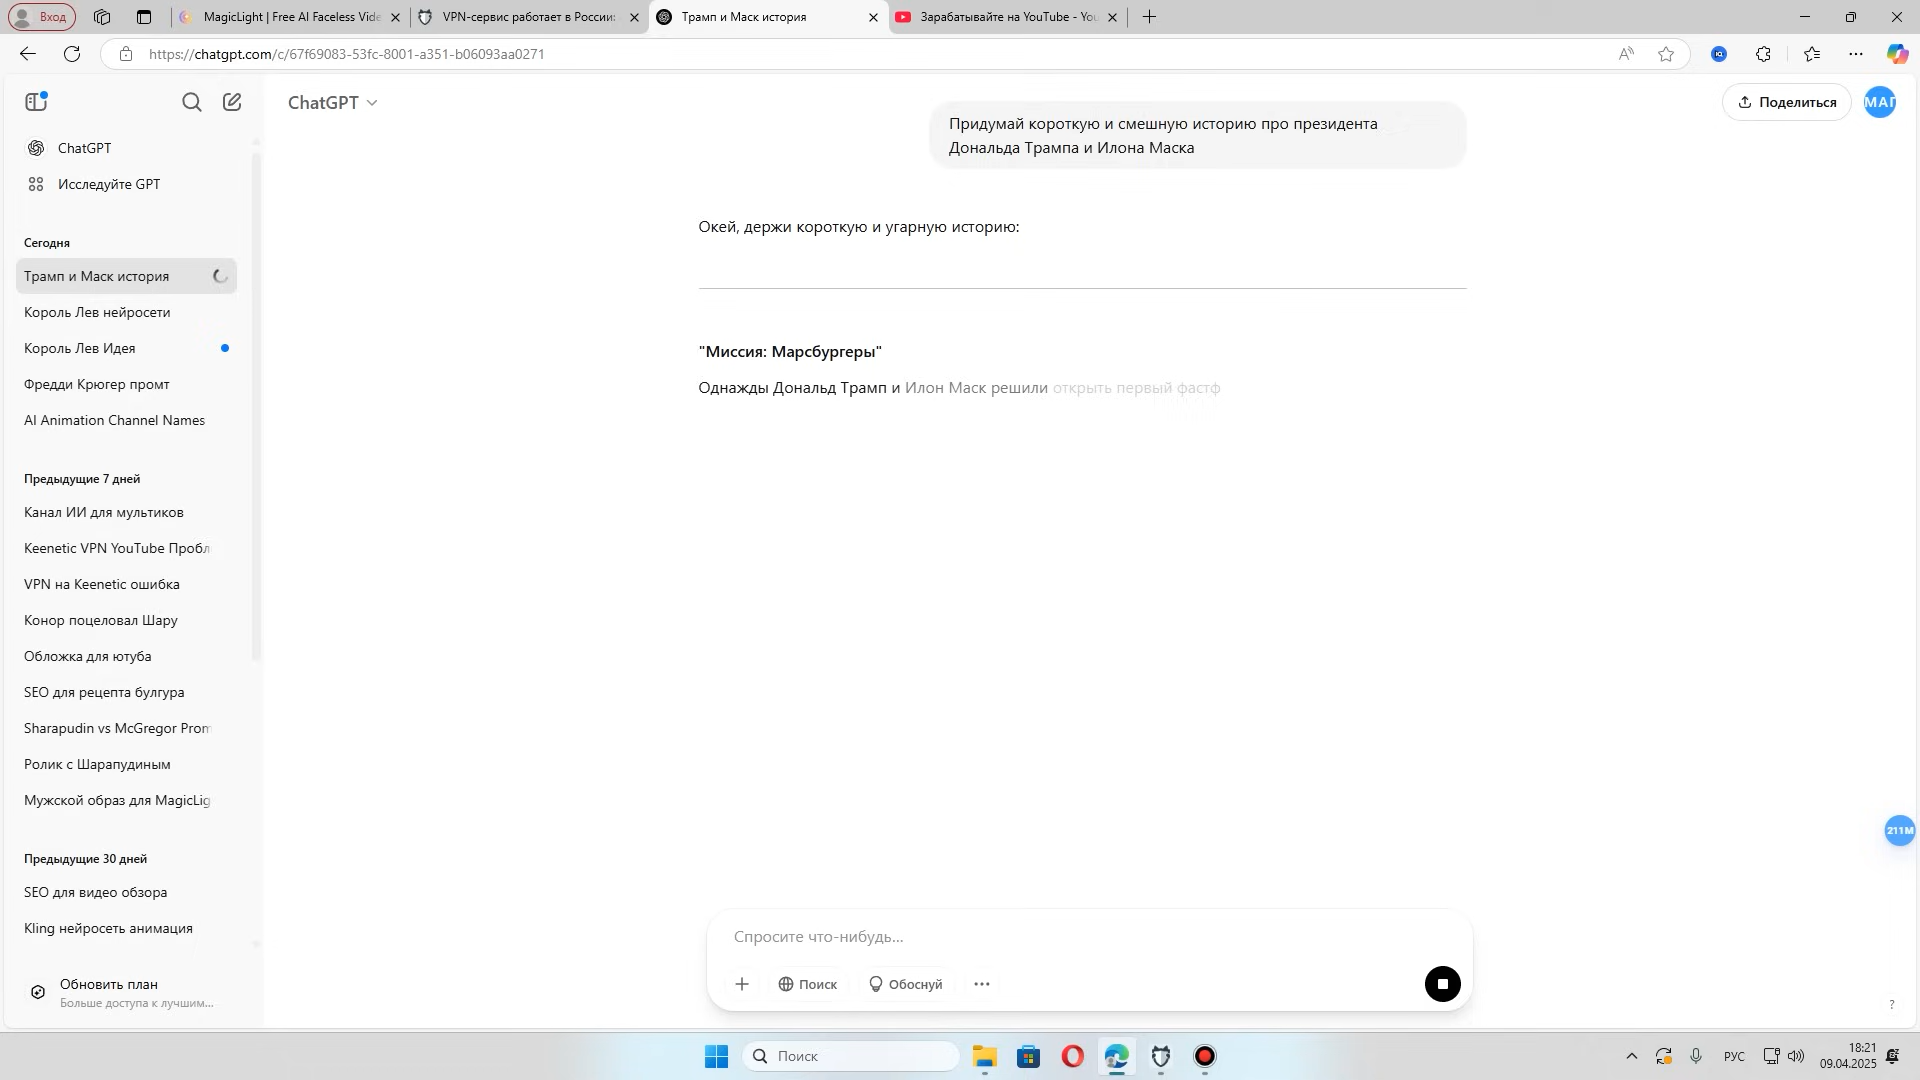 Вход
MagicLight | Free AI Faceless Vide
VPN-сервис работает в России:
Трамп и Маск история
Зарабатывайте на YouTube - You
https://chatgpt.com/c/67f69083-53fc-8001-a351-b06093aa0271
ChatGPT
Поделиться
МАГ
Придумай короткую и смешную историю про президента
Дональда Трампа и Илона Маска
ChatGPT
Исследуйте GPT
Окей, держи короткую и угарную историю:
Сегодня
Трамп и Маск история
Король Лев нейросети
Король Лев Идея
Фредди Крюгер промт
AI Animation Channel Names
"Миссия: Марсбургеры"
Однажды Дональд Трамп и Илон Маск решили открыть первый фастф
Предыдущие 7 дней
Канал ИИ для мультиков
Keenetic VPN YouTube Пробл
VPN на Keenetic ошибка
Конор поцеловал Шару
Обложка для ютуба
SEO для рецепта булгура
Sharapudin vs McGregor Prom
Ролик с Шарапудиным
Мужской образ для MagicLig
Предыдущие 30 дней
SEO для видео обзора
Kling нейросеть анимация
211M
Обновить план
Больше доступа к лучшим...
Спросите что-нибудь...
Поиск
Обоснуй
?
Поиск
РУС
18:21
09.04.2025